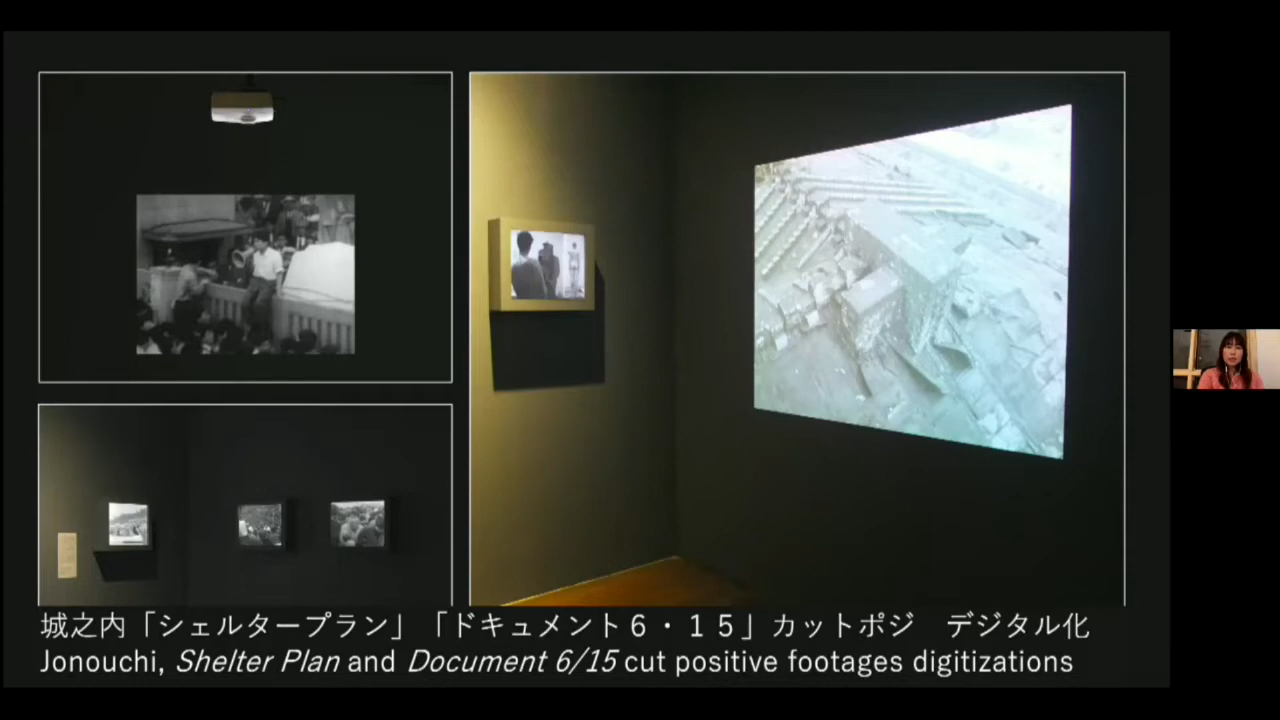 城之内「シェルタープラン」「ドキュメント６・１５」カットポジ　デジタル化
Jonouchi, Shelter Plan and Document 6/15 cut positive footages digitizations